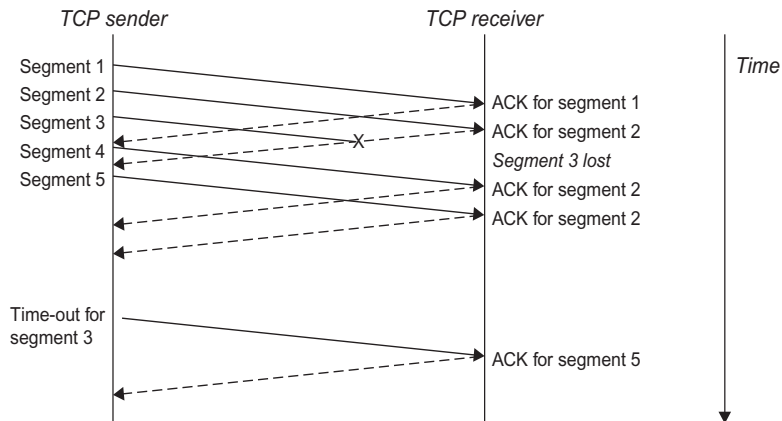 TCP sender
TCP receiver
Time
Segment 1
Segment 2
Segment 3
Segment 4
Segment 5
X
ACK for segment 1
ACK for segment 2
Segment 3 lost
ACK for segment 2
ACK for segment 2
Time-out for
segment 3
ACK for segment 5